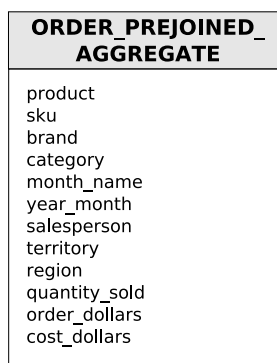 ORDER_PREJOINED_
AGGREGATE
product
sku
brand
category
month_name
year_month
salesperson
territory
region
quantity_sold
order_dollars
cost_dollars